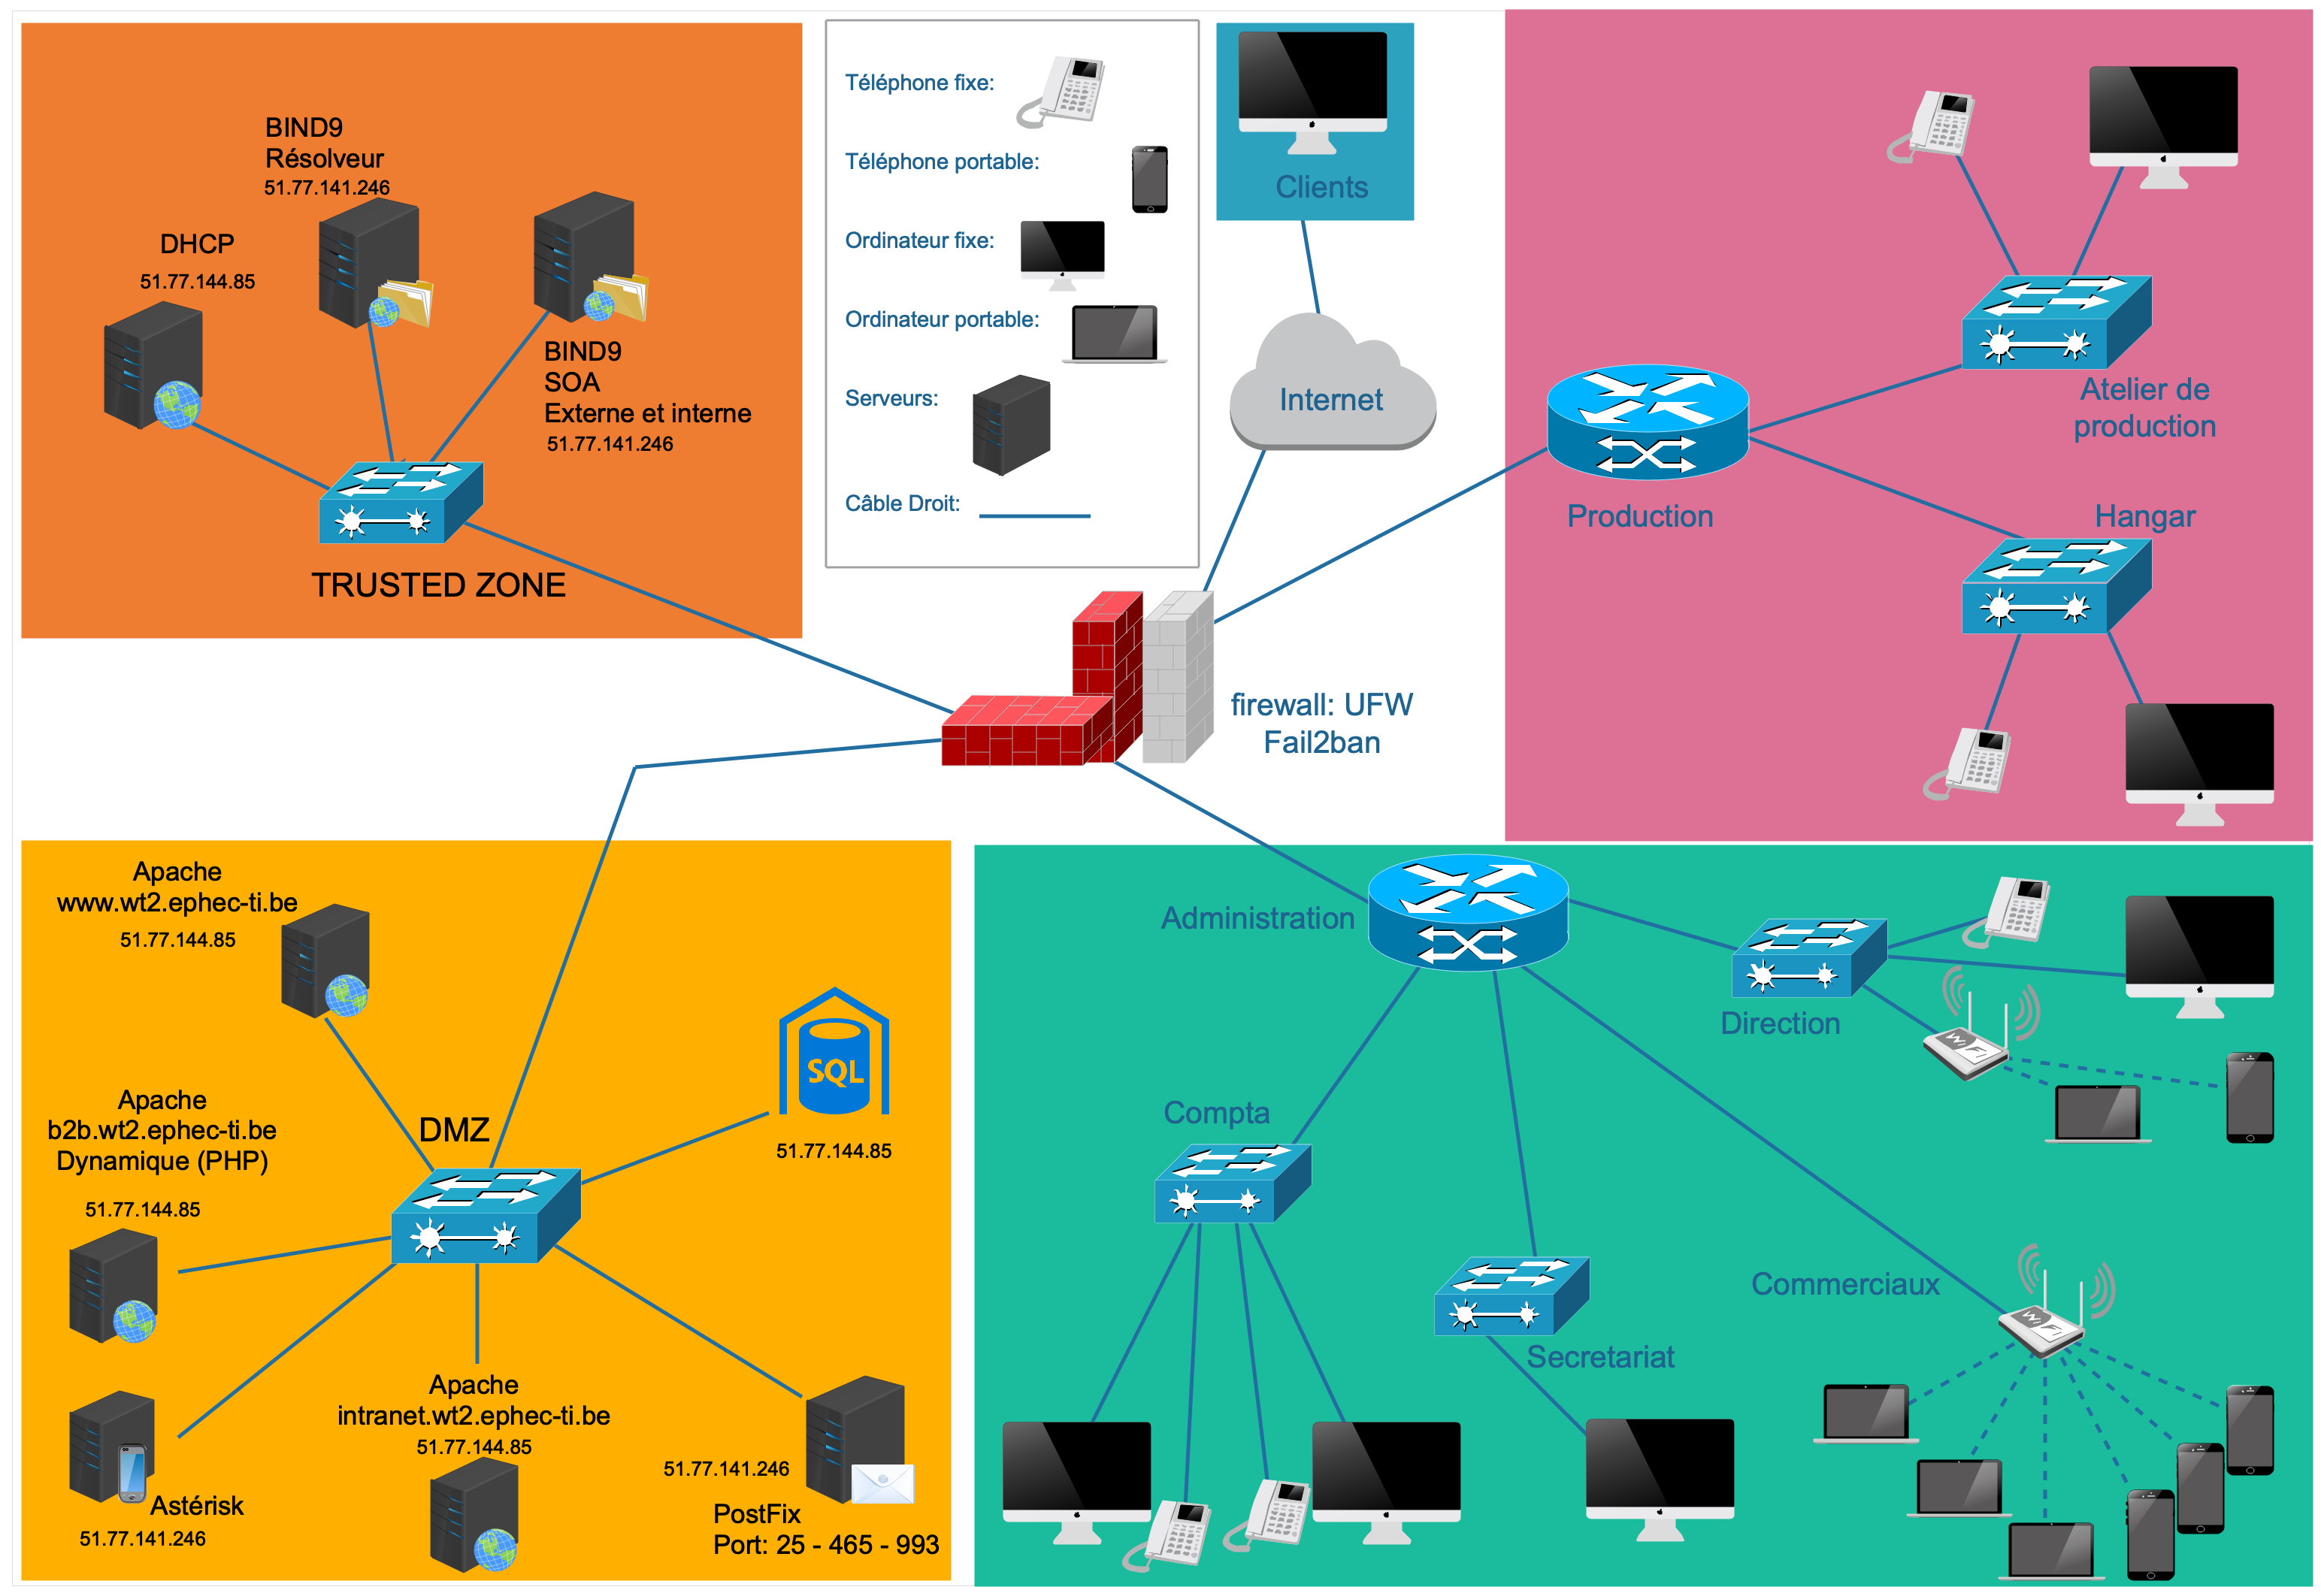 BIND9
Résolveur
51.77.141.246
DHCP
51.77.144.85
BIND9
SOA
Externe et interne
51.77.141.246
TRUSTED ZONE
Téléphone fixe:
Téléphone portable:
Ordinateur fixe:
Ordinateur portable:
Serveurs:
Câble Droit:
Clients
Internet
Production
Atelier de
production
Hangar
firewall: UFW
Fail2ban
Apache
www.wt2.ephec-ti.be
51.77.144.85
Apache
b2b.wt2.ephec-ti.be
Dynamique (PHP)
51.77.144.85
DMZ
SQL
51.77.144.85
Astérisk
51.77.141.246
Apache
intranet.wt2.ephec-ti.be
51.77.144.85
51.77.141.246
PostFix
Port: 25 - 465 - 993
Administration
Direction
Wi Fi
Compta
Secretariat
Commerciaux
Wi Fi